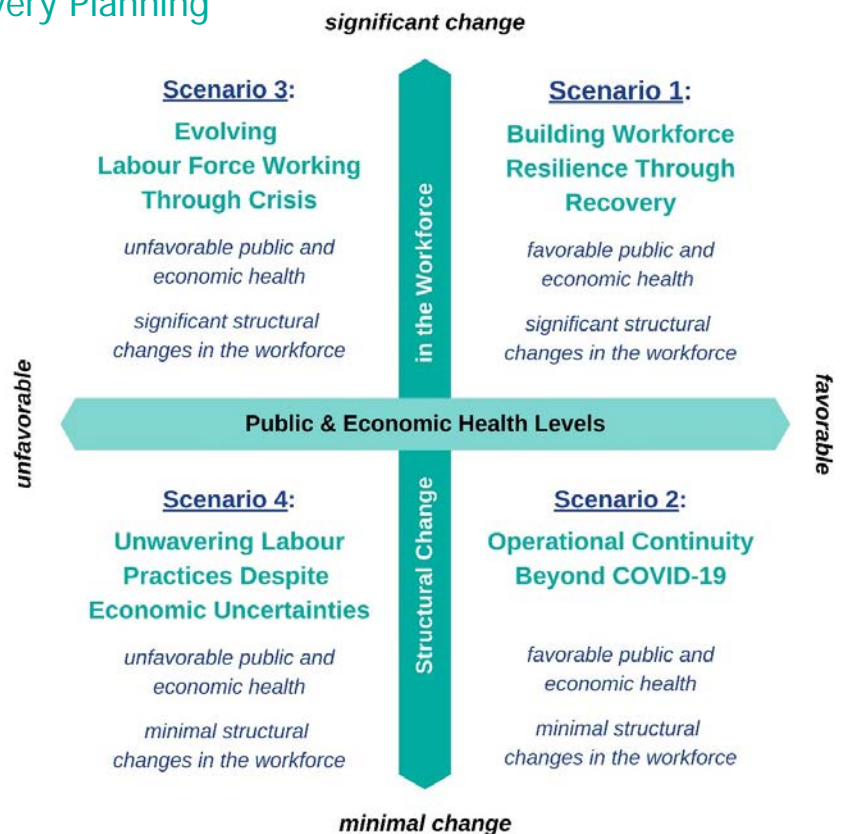 Planning
significant change
Scenario 3:
Evolving
Labour Force Working
Through Crisis
unfavorable public and
economic health
significant structural
changes in the workforce
Scenario 1:
Building Workforce
Resilience Through
Recovery
favorable public and
economic health
significant structural
changes in the workforce
in the Workforce
unfavorable
Public & Economic Health Levels
favorable
Scenario 4:
Unwavering Labour
Practices Despite
Economic Uncertainties
unfavorable public and
economic health
minimal structural
changes in the workforce
Structural Change
Scenario 2:
Operational Continuity
Beyond COVID-19
favorable public and
economic health
minimal structural
changes in the workforce
minimal change